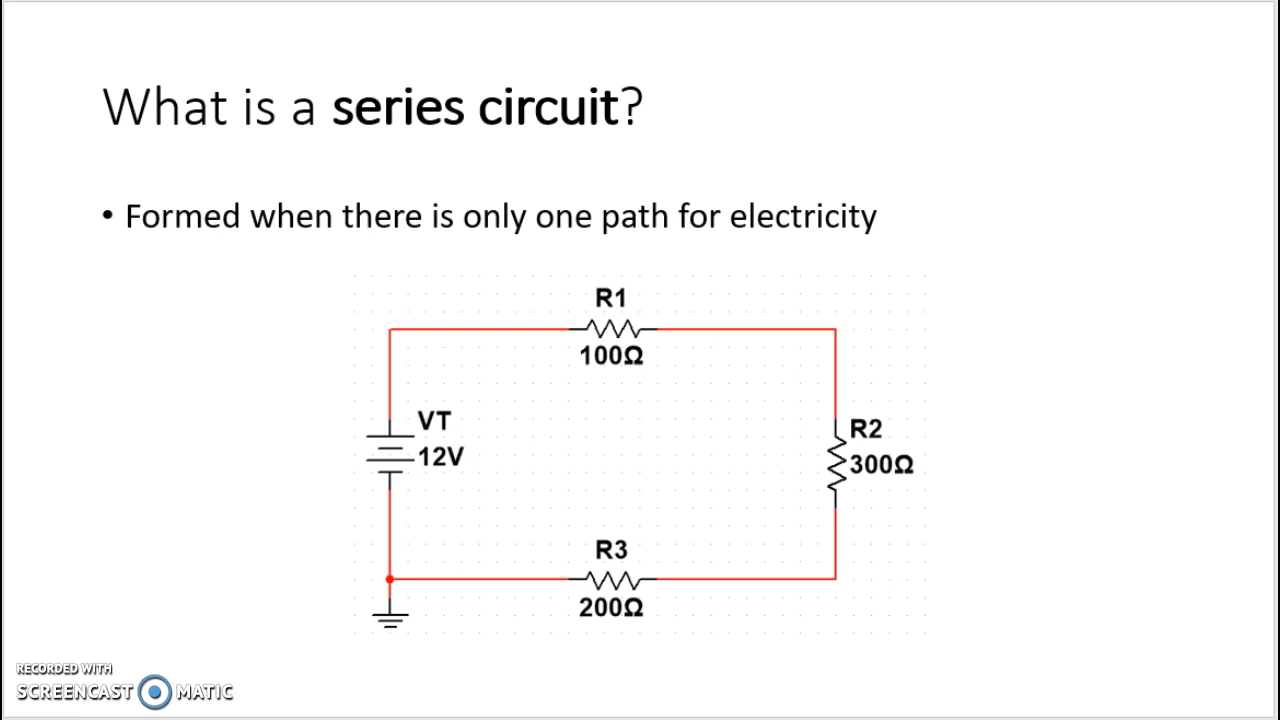 What is a series circuit?
• Formed when there is only one path for electricity
R1
100Ω
VT
12V
R2
300Ω
R3
200Ω
RECORDED WITH
SCREENCAST MATIC